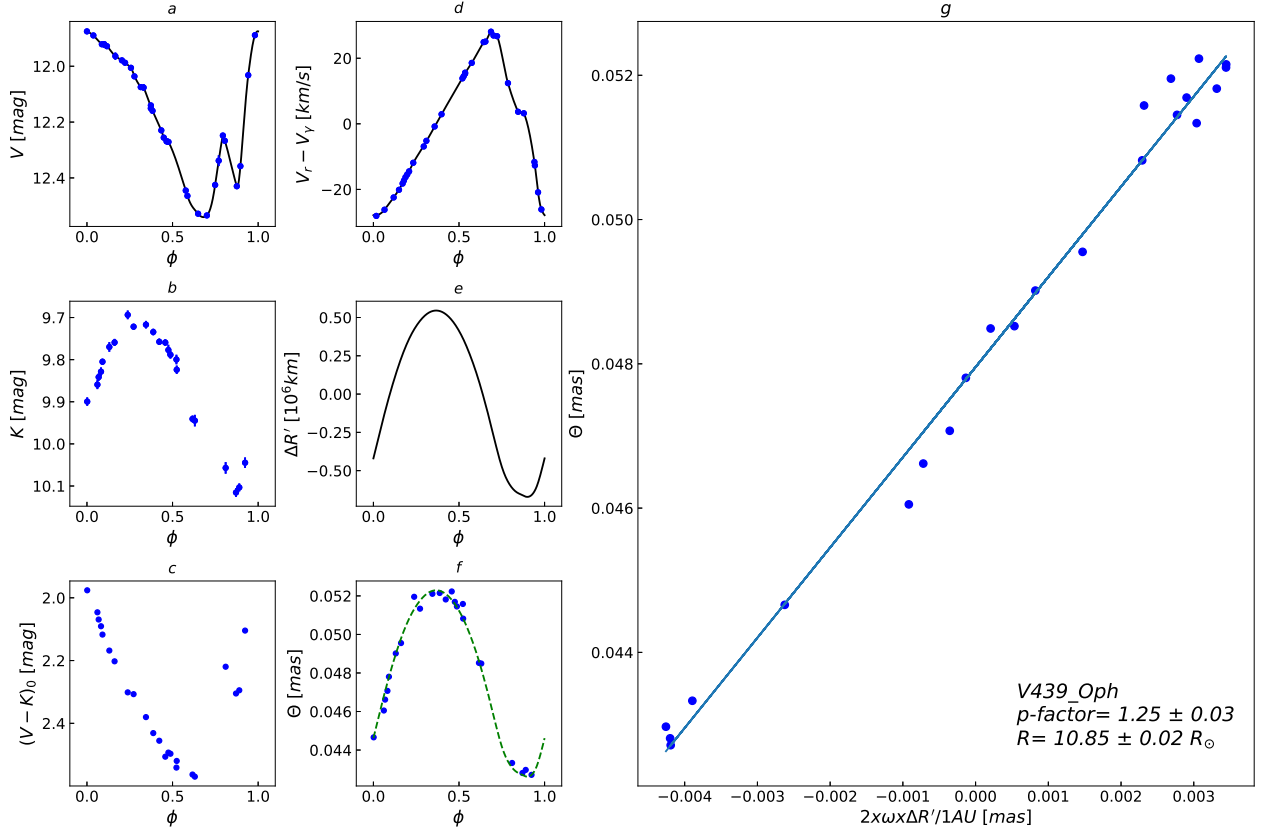 a
V [mag]
12.0
12.2
12.4
0.0 0.5 1.0
ϕ
b
K [mag]
9.7
9.8
9.9
10.0
10.1
0.0 0.5 1.0
ϕ
c
(V − K)₀ [mag]
2.0
2.2
2.4
0.0 0.5 1.0
ϕ
d
Vᵣ − Vᵧ [km/s]
20
0
−20
0.0 0.5 1.0
ϕ
e
ΔR′ [10⁶km]
0.50
0.25
0.00
−0.25
−0.50
0.0 0.5 1.0
ϕ
f
Θ [mas]
0.052
0.050
0.048
0.046
0.044
0.0 0.5 1.0
ϕ
g
Θ [mas]
0.052
0.050
0.048
0.046
0.044
V439_Oph
p-factor= 1.25 ± 0.03
R= 10.85 ± 0.02 R☉
−0.004 −0.003 −0.002 −0.001 0.000 0.001 0.002 0.003
2xωxΔR′/1AU [mas]